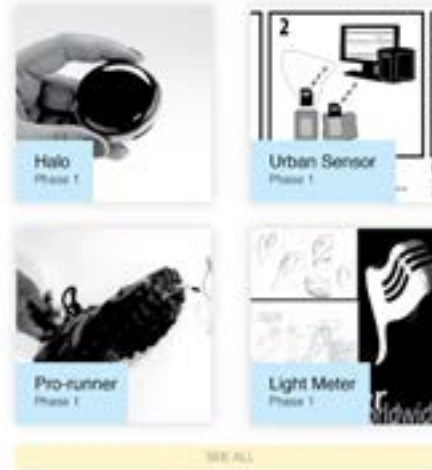 2
Halo
Phase 1
Urban Sensor
Phase 1
Pro-runner
Phase 1
Light Meter
Phase 1
SEE ALL